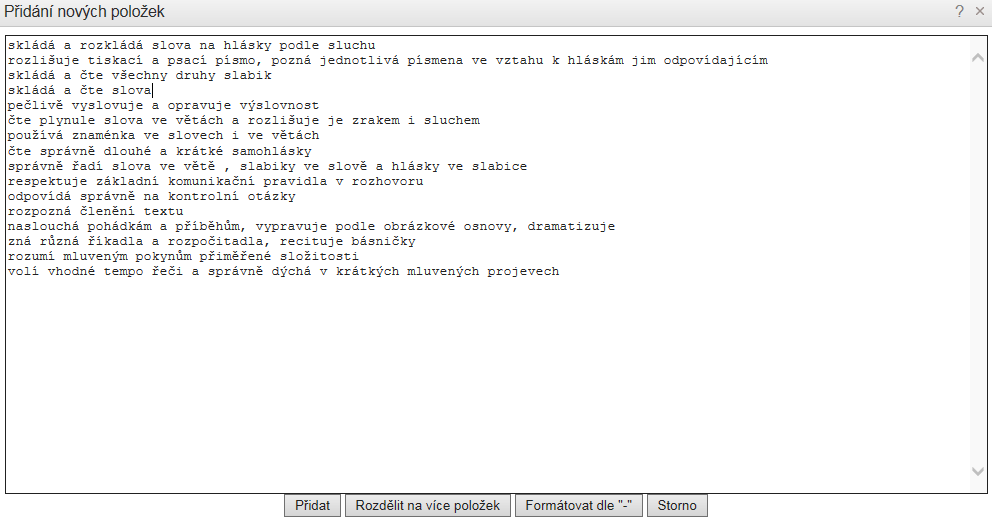 Přidání nových položek
? ×
skládá a rozkládá slova na hlásky podle sluchu
rozlišuje tiskací a psací písmo, pozná jednotlivá písmena ve vztahu k hláskám jim odpovídajícím
skládá a čte všechny druhy slabik
skládá a čte slova
pečlivě vyslovuje a opravuje výslovnost
čte plynule slova ve větách a rozlišuje je zrakem i sluchem
používá znaménka ve slovech i ve větách
čte správně dlouhé a krátké samohlásky
správně řadí slova ve větě , slabiky ve slově a hlásky ve slabice
respektuje základní komunikační pravidla v rozhovoru
odpovídá správně na kontrolní otázky
rozpozná členění textu
naslouchá pohádkám a příběhům, vypravuje podle obrázkové osnovy, dramatizuje
zná různá říkadla a rozpočitadla, recituje básničky
rozumí mluveným pokynům přiměřené složitosti
volí vhodné tempo řeči a správně dýchá v krátkých mluvených projevech
Přidat Rozdělit na více položek Formátovat dle "-" Storno